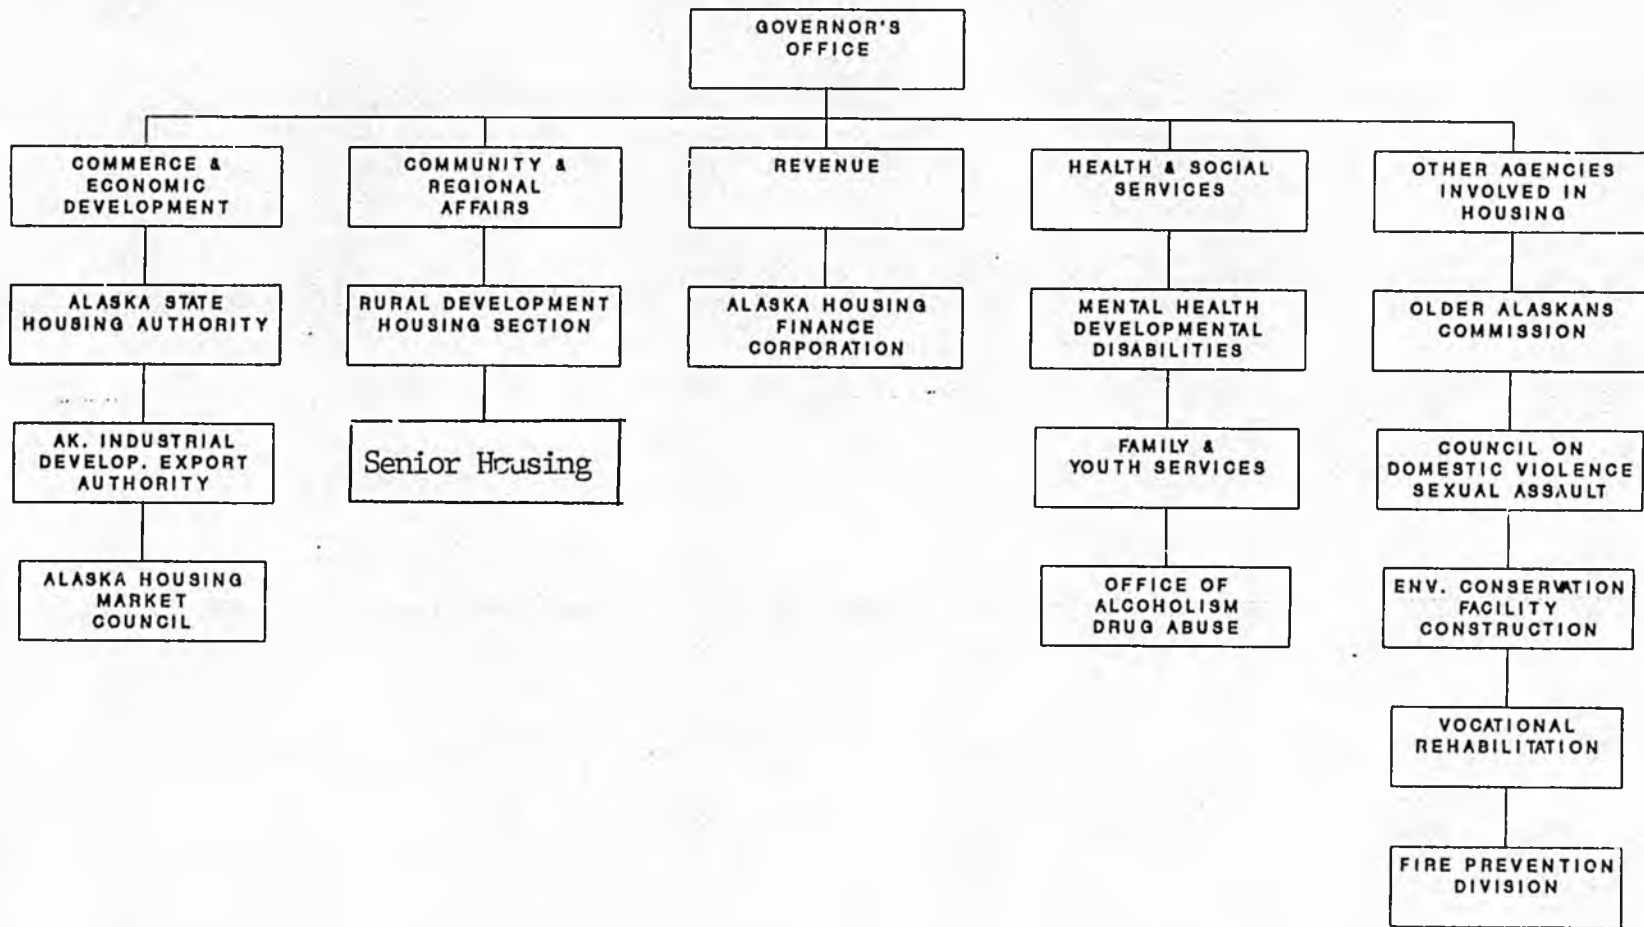 GOVERNOR'S
OFFICE
COMMERCE &
ECONOMIC
DEVELOPMENT
COMMUNITY &
REGIONAL
AFFAIRS
REVENUE
HEALTH & SOCIAL
SERVICES
OTHER AGENCIES
INVOLVED IN
HOUSING
ALASKA STATE
HOUSING AUTHORITY
RURAL DEVELOPMENT
HOUSING SECTION
ALASKA HOUSING
FINANCE
CORPORATION
MENTAL HEALTH
DEVELOPMENTAL
DISABILITIES
OLDER ALASKANS
COMMISSION
AK. INDUSTRIAL
DEVELOP. EXPORT
AUTHORITY
Senior Housing
FAMILY &
YOUTH SERVICES
COUNCIL ON
DOMESTIC VIOLENCE
SEXUAL ASSAULT
ALASKA HOUSING
MARKET
COUNCIL
OFFICE OF
ALCOHOLISM
DRUG ABUSE
ENV. CONSERVATION
FACILITY
CONSTRUCTION
VOCATIONAL
REHABILITATION
FIRE PREVENTION
DIVISION